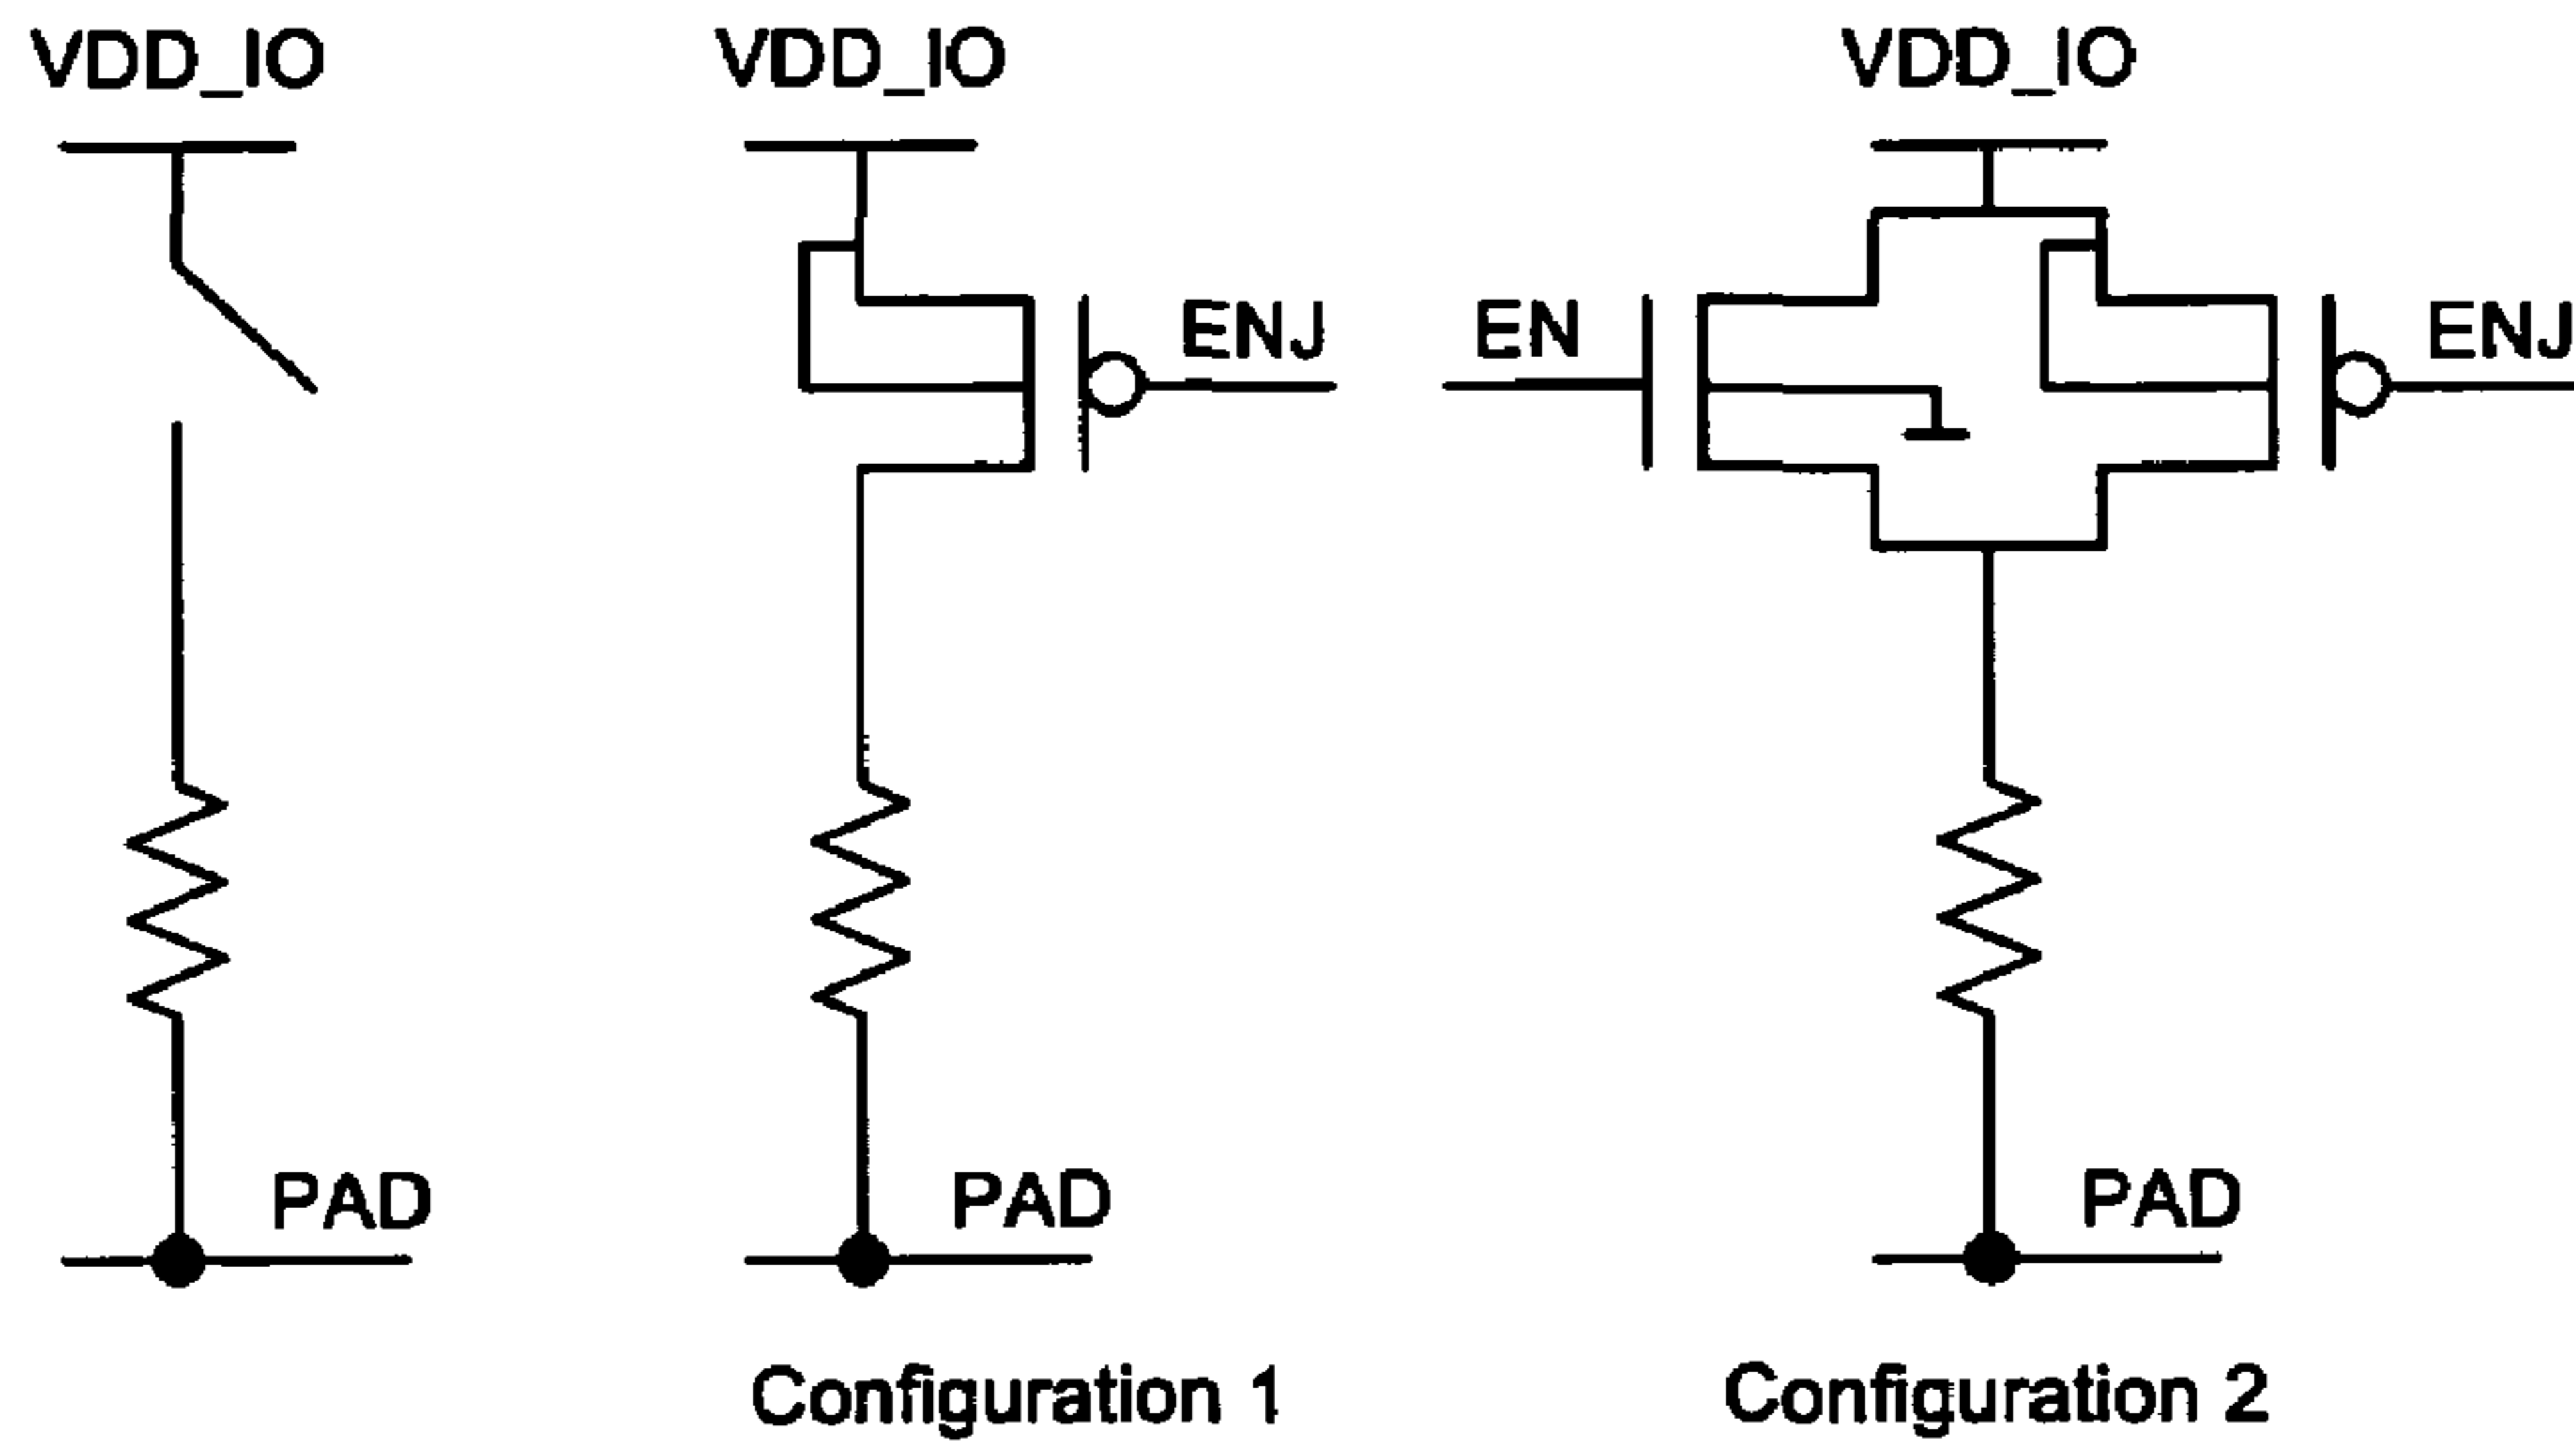 VDD_IO
VDD_IO
VDD_IO
ENJ
EN
ENJ
PAD
PAD
PAD
Configuration 1
Configuration 2